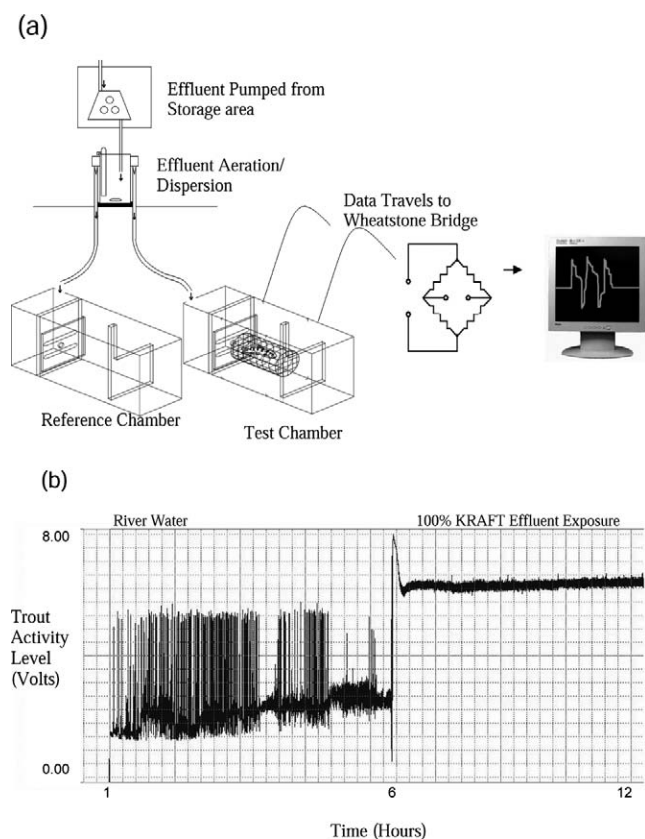 (a)
Effluent Pumped from
Storage area
Effluent Aeration/
Dispersion
Data Travels to
Wheatstone Bridge
Reference Chamber
Test Chamber
(b)
River Water
100% KRAFT Effluent Exposure
8.00
Trout
Activity
Level
(Volts)
0.00
1
6
12
Time (Hours)